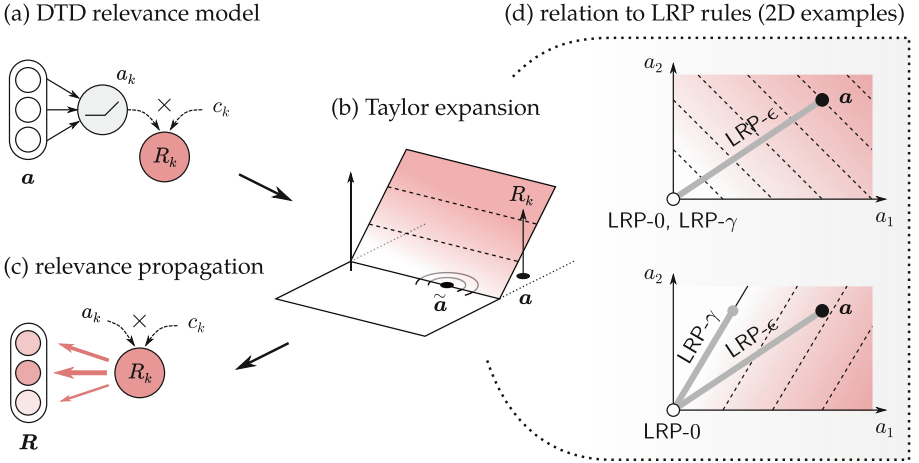 (a) DTD relevance model
a_k
×
c_k
R_k
a
(b) Taylor expansion
R_k
ã
a
(c) relevance propagation
a_k
×
c_k
R_k
R
(d) relation to LRP rules (2D examples)
a_2
a
LRP-ϵ
LRP-0, LRP-γ
a_1
a_2
a
LRP-γ
LRP-ϵ
LRP-0
a_1